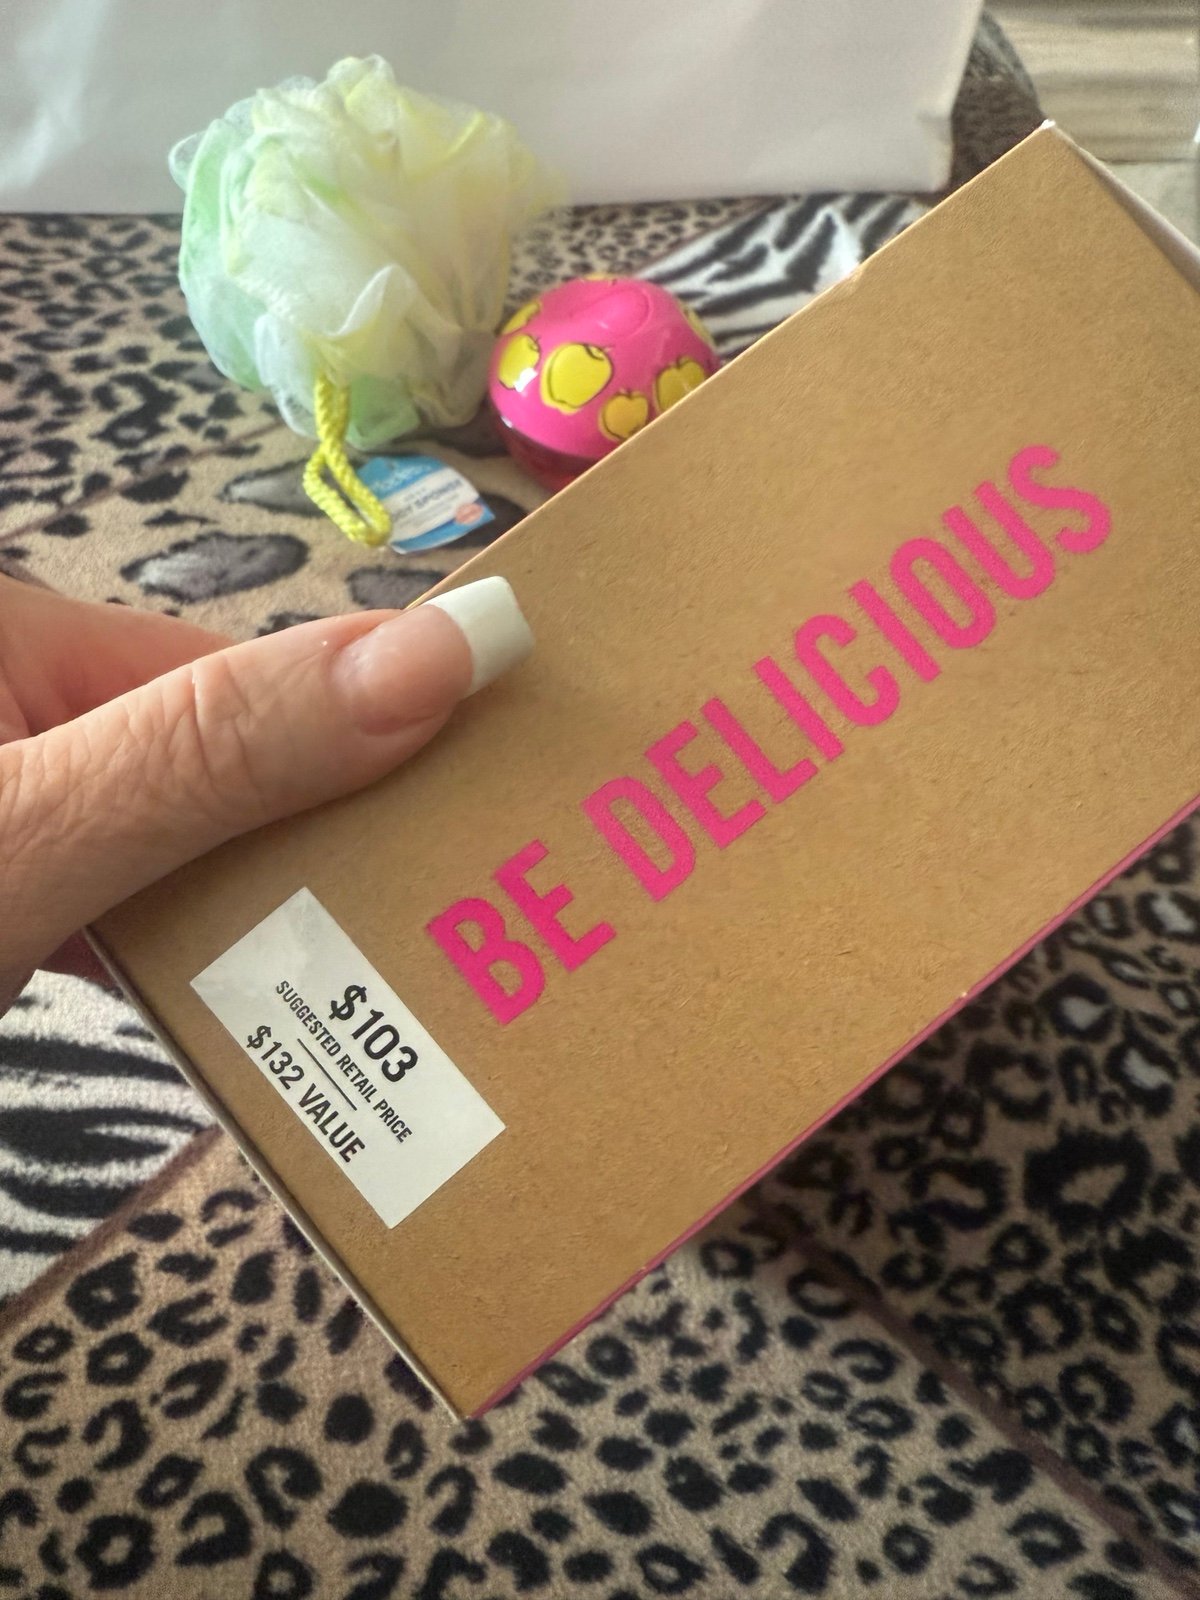 BE DELICIOUS
$103
SUGGESTED RETAIL PRICE
$132 VALUE